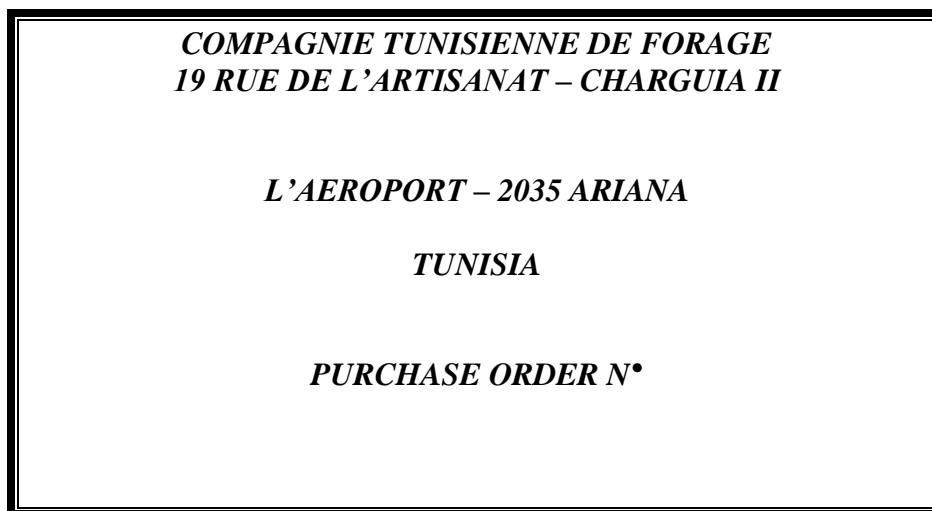 COMPAGNIE TUNISIENNE DE FORAGE
19 RUE DE L’ARTISANAT – CHARGUIA II
L’AEROPORT – 2035 ARIANA
TUNISIA
PURCHASE ORDER N•